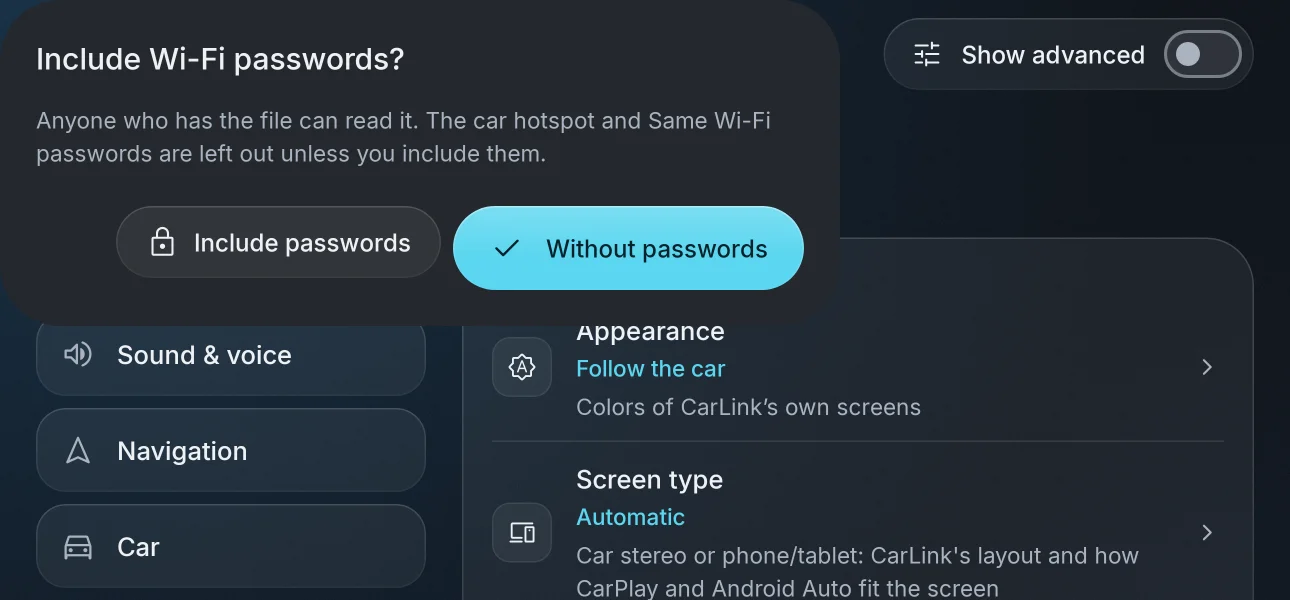 Include Wi-Fi passwords?
Anyone who has the file can read it. The car hotspot and Same Wi-Fi
passwords are left out unless you include them.
Include passwords
Without passwords
Show advanced
Sound & voice
Navigation
Car
Appearance
Follow the car
Colors of CarLink’s own screens
Screen type
Automatic
Car stereo or phone/tablet: CarLink's layout and how
CarPlay and Android Auto fit the screen